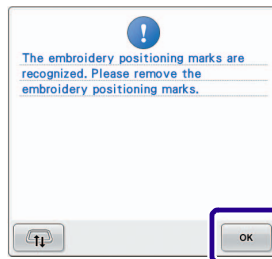 The embroidery positioning marks are
recognized. Please remove the
embroidery positioning marks.
OK